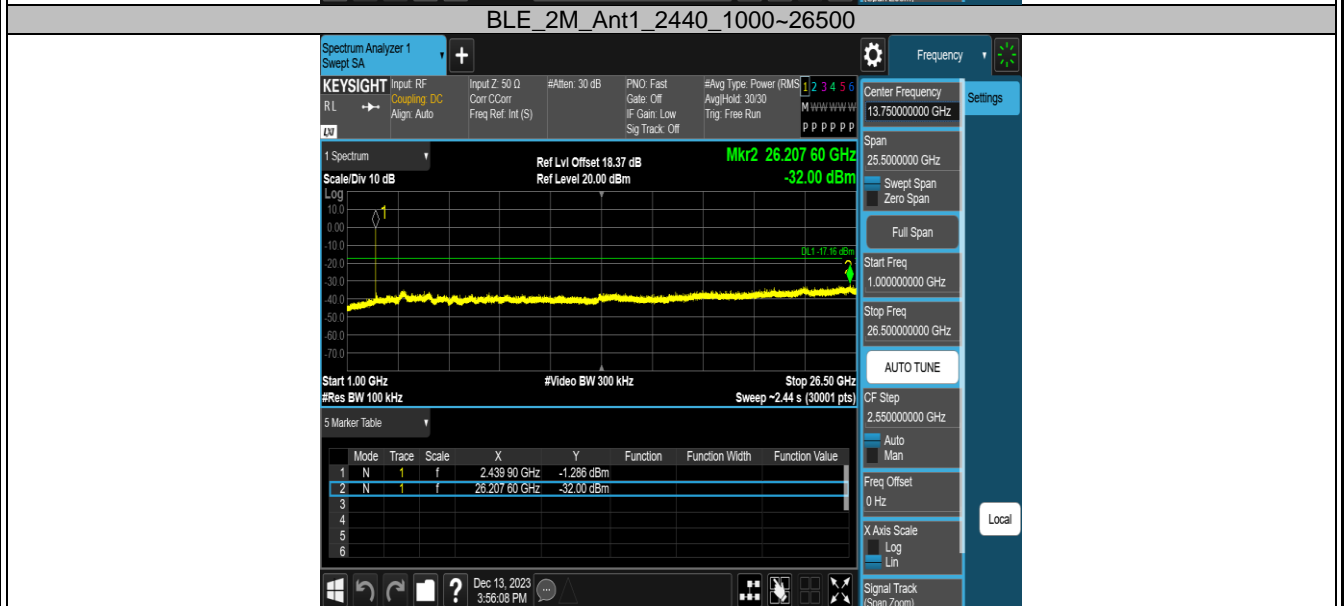 BLE_2M_Ant1_2440_1000~26500
Spectrum Analyzer 1
Swept SA
+
Frequency
KEYSIGHT Input: RF Input Z: 50 Ω #Atten: 30 dB PNO: Fast #Avg Type: Power (RMS 1 2 3 4 5 6
RL Coupling: DC Corr CCorr Gate: Off Avg|Hold: 30/30 M W W W W W
Align: Auto Freq Ref: Int (S) IF Gain: Low Trig: Free Run
LXI Sig Track: Off P P P P P P
Center Frequency
13.750000000 GHz
Settings
1 Spectrum
Ref Lvl Offset 18.37 dB
Mkr2 26.207 60 GHz
Scale/Div 10 dB Ref Level 20.00 dBm -32.00 dBm
Log
10.0
0.00
-10.0
-20.0
-30.0
-40.0
-50.0
-60.0
-70.0
1
DL1 -17.16 dBm
2
Start 1.00 GHz #Video BW 300 kHz Stop 26.50 GHz
#Res BW 100 kHz Sweep ~2.44 s (30001 pts)
Span
25.5000000 GHz
Swept Span
Zero Span
Full Span
Start Freq
1.000000000 GHz
Stop Freq
26.500000000 GHz
AUTO TUNE
CF Step
2.550000000 GHz
Auto
Man
Freq Offset
0 Hz
X Axis Scale
Log
Lin
Signal Track
(Span Zoom)
Local
5 Marker Table
Mode Trace Scale X Y Function Function Width Function Value
1 N 1 f 2.439 90 GHz -1.286 dBm
2 N 1 f 26.207 60 GHz -32.00 dBm
3
4
5
6
? Dec 13, 2023
3:56:08 PM